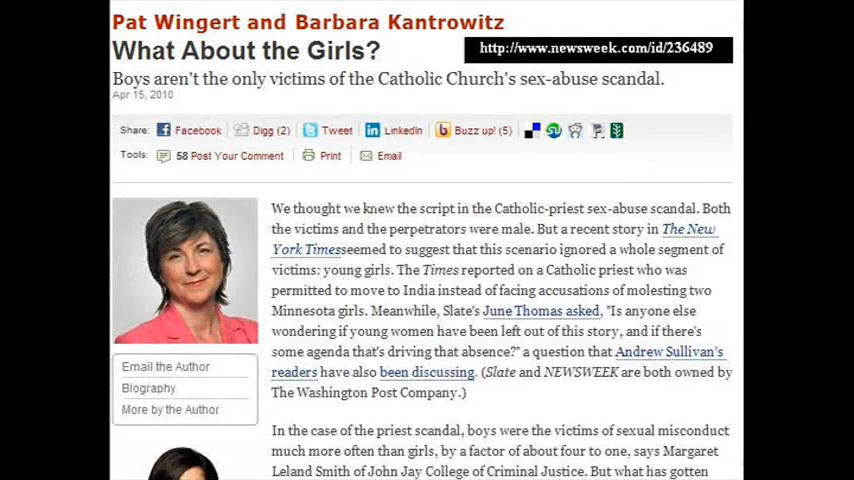 Pat Wingert and Barbara Kantrowitz
What About the Girls?
http://www.newsweek.com/id/236489
Boys aren't the only victims of the Catholic Church's sex-abuse scandal.
Apr 15, 2010
Share: Facebook Digg (2) Tweet LinkedIn Buzz up! (5)
Tools: 58 Post Your Comment Print Email
We thought we knew the script in the Catholic-priest sex-abuse scandal. Both
the victims and the perpetrators were male. But a recent story in The New
York Timesseemed to suggest that this scenario ignored a whole segment of
victims: young girls. The Times reported on a Catholic priest who was
permitted to move to India instead of facing accusations of molesting two
Minnesota girls. Meanwhile, Slate's June Thomas asked, "Is anyone else
wondering if young women have been left out of this story, and if there's
some agenda that's driving that absence?" a question that Andrew Sullivan's
readers have also been discussing. (Slate and NEWSWEEK are both owned by
The Washington Post Company.)
Email the Author
Biography
More by the Author
In the case of the priest scandal, boys were the victims of sexual misconduct
much more often than girls, by a factor of about four to one, says Margaret
Leland Smith of John Jay College of Criminal Justice. But what has gotten